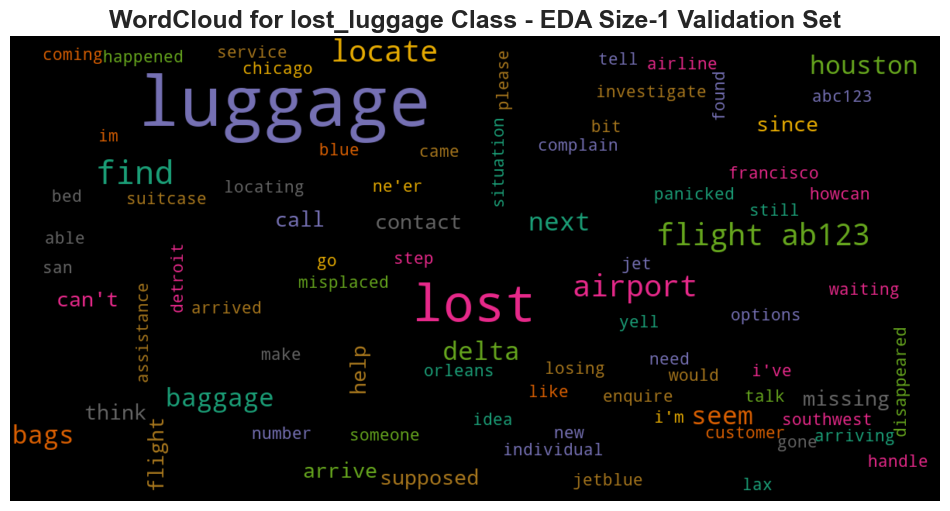 WordCloud for lost_luggage Class - EDA Size-1 Validation Set
coming
happened
service
chicago
locate
please
tell
airline
houston
luggage
investigate
found
abc123
im
blue
came
situation
bit
complain
since
find
bed
suitcase
locating
ne'er
francisco
panicked
howcan
still
able
call
contact
next
flight ab123
san
detroit
go
step
misplaced
jet
can't
assistance
arrived
lost
airport
waiting
yell
options
make
help
delta
orleans
losing
need
would
i've
disappeared
baggage
think
like
enquire
talk
missing
bags
flight
number
someone
idea
new
individual
i'm
seem
customer
southwest
gone
arriving
arrive
supposed
jetblue
lax
handle